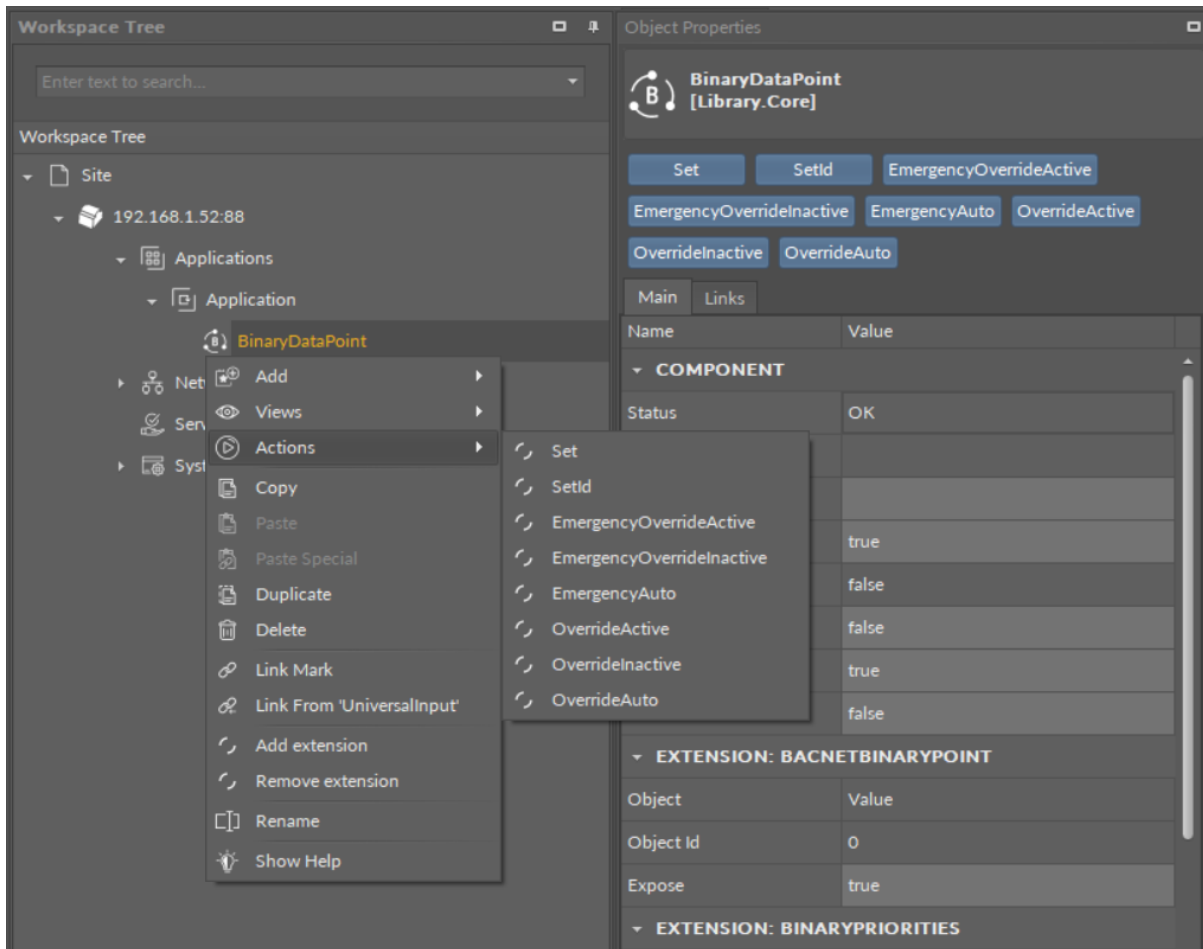 Workspace Tree
Enter text to search...
Workspace Tree
Site
192.168.1.52:88
Applications
Application
BinaryDataPoint
Net
Serv
Syst
Add
Views
Actions
Copy
Paste
Paste Special
Duplicate
Delete
Link Mark
Link From 'UniversalInput'
Add extension
Remove extension
Rename
Show Help
Set
SetId
EmergencyOverrideActive
EmergencyOverrideInactive
EmergencyAuto
OverrideActive
OverrideInactive
OverrideAuto
Object Properties
B
BinaryDataPoint
[Library.Core]
Set SetId EmergencyOverrideActive
EmergencyOverrideInactive EmergencyAuto OverrideActive
OverrideInactive OverrideAuto
Main Links
Name Value
COMPONENT
Status OK
true
false
false
true
false
EXTENSION: BACNETBINARYPOINT
Object Value
Object Id 0
Expose true
EXTENSION: BINARYPRIORITIES